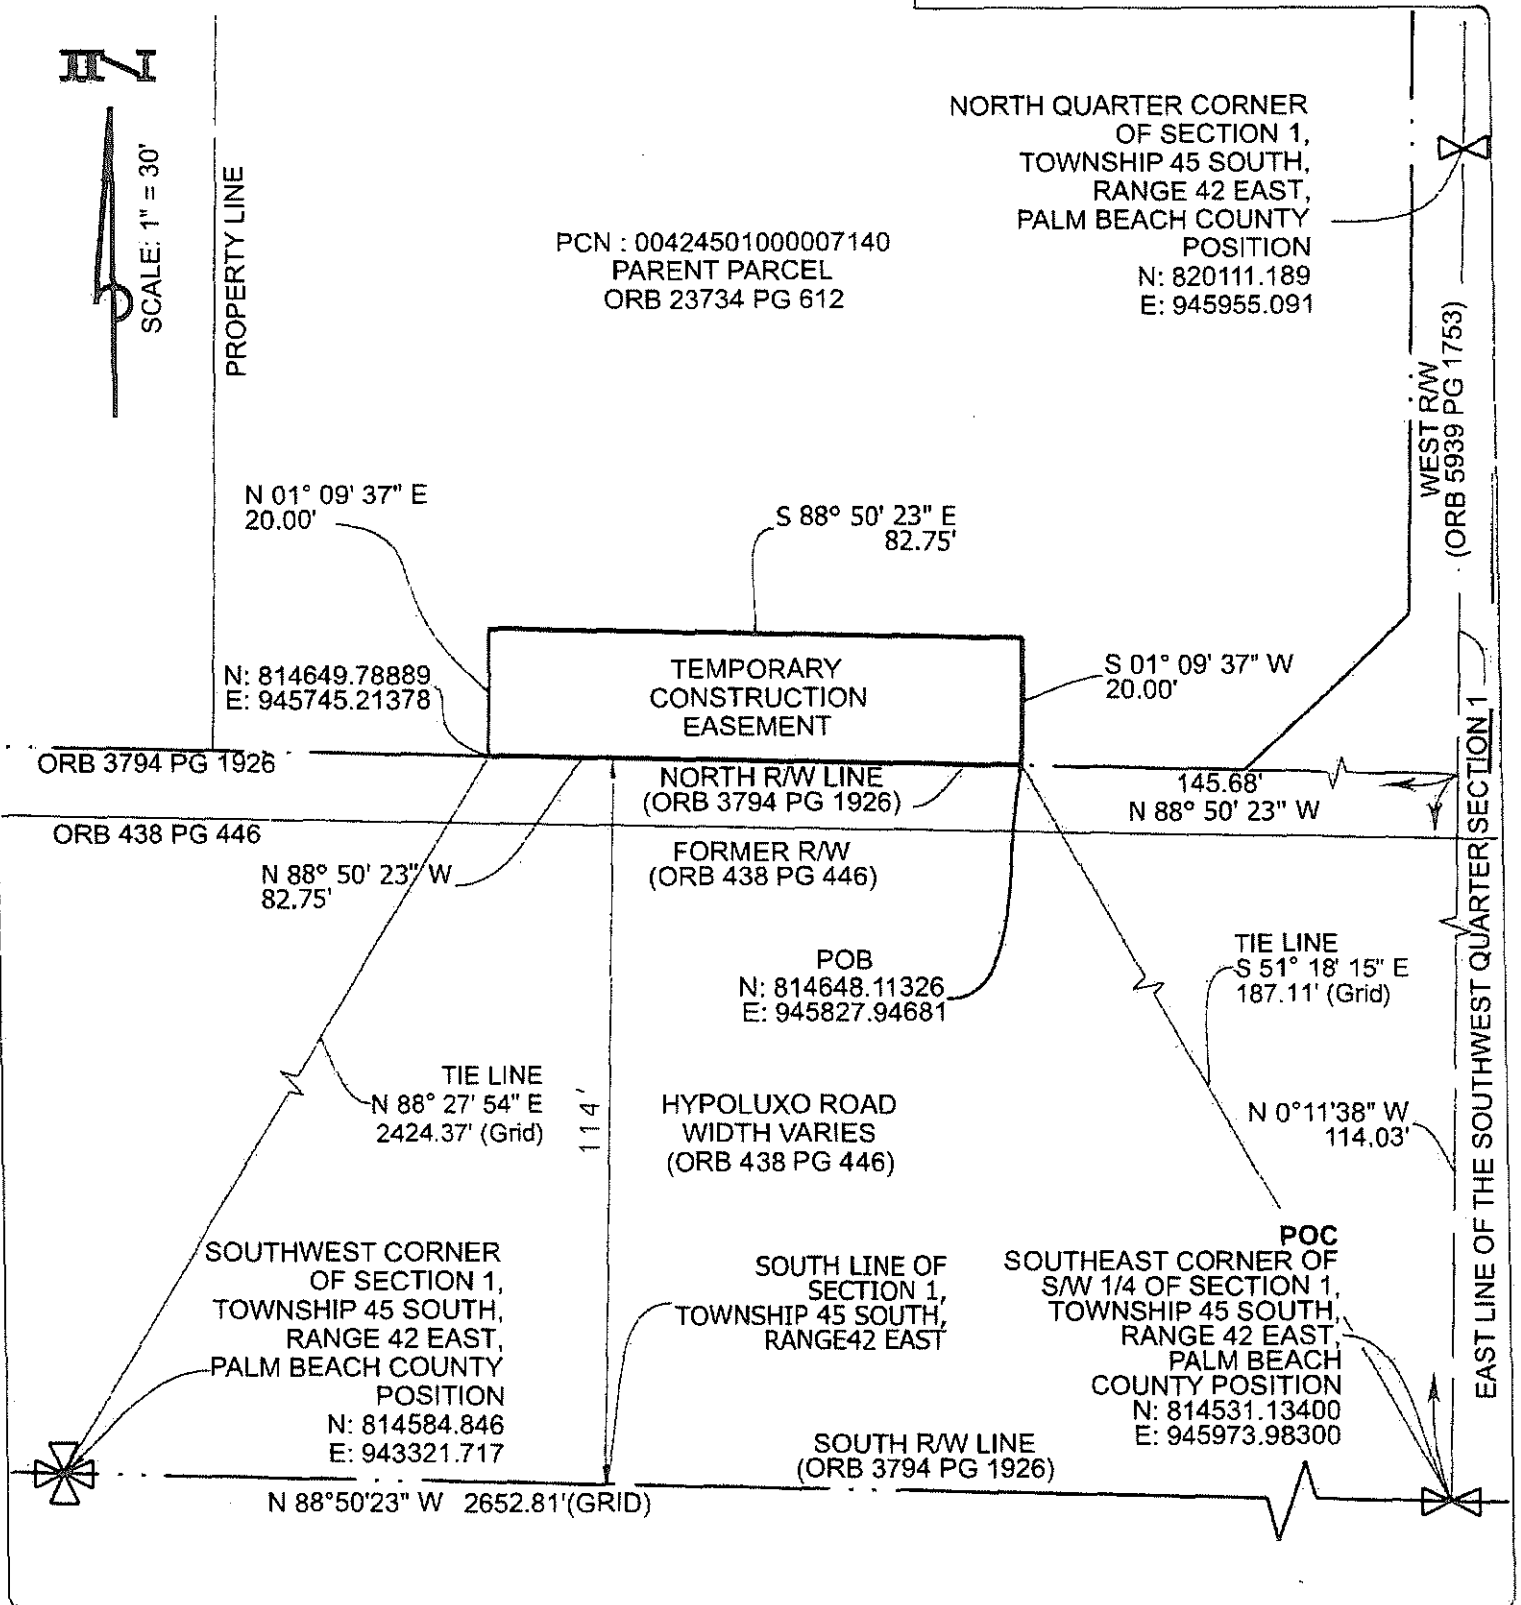 N
SCALE: 1" = 30'
PROPERTY LINE
NORTH QUARTER CORNER
OF SECTION 1,
TOWNSHIP 45 SOUTH,
RANGE 42 EAST,
PALM BEACH COUNTY
POSITION
N: 820111.189
E: 945955.091
PCN : 00424501000007140
PARENT PARCEL
ORB 23734 PG 612
WEST R/W
(ORB 5939 PG 1753)
N 01° 09' 37" E
20.00'
S 88° 50' 23" E
82.75'
N: 814649.78889
E: 945745.21378
TEMPORARY
CONSTRUCTION
EASEMENT
S 01° 09' 37" W
20.00'
ORB 3794 PG 1926
NORTH R/W LINE
(ORB 3794 PG 1926)
145.68'
N 88° 50' 23" W
ORB 438 PG 446
FORMER R/W
(ORB 438 PG 446)
N 88° 50' 23" W
82.75'
POB
N: 814648.11326
E: 945827.94681
TIE LINE
S 51° 18' 15" E
187.11' (Grid)
TIE LINE
N 88° 27' 54" E
2424.37' (Grid)
114'
HYPOLUXO ROAD
WIDTH VARIES
(ORB 438 PG 446)
N 0°11'38" W
114.03'
EAST LINE OF THE SOUTHWEST QUARTER SECTION 1
SOUTHWEST CORNER
OF SECTION 1,
TOWNSHIP 45 SOUTH,
RANGE 42 EAST,
PALM BEACH COUNTY
POSITION
N: 814584.846
E: 943321.717
SOUTH LINE OF
SECTION 1,
TOWNSHIP 45 SOUTH,
RANGE42 EAST
POC
SOUTHEAST CORNER OF
S/W 1/4 OF SECTION 1,
TOWNSHIP 45 SOUTH,
RANGE 42 EAST,
PALM BEACH
COUNTY POSITION
N: 814531.13400
E: 945973.98300
SOUTH R/W LINE
(ORB 3794 PG 1926)
N 88°50'23" W 2652.81'(GRID)